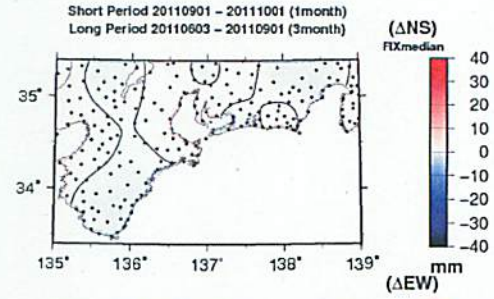 Short Period 20110901 – 20111001 (1month)
Long Period 20110603 – 20110901 (3month)
(ΔNS)
FIXmedian
40
30
20
10
0
−10
−20
−30
−40
mm
(ΔEW)
35°
34°
135° 136° 137° 138° 139°